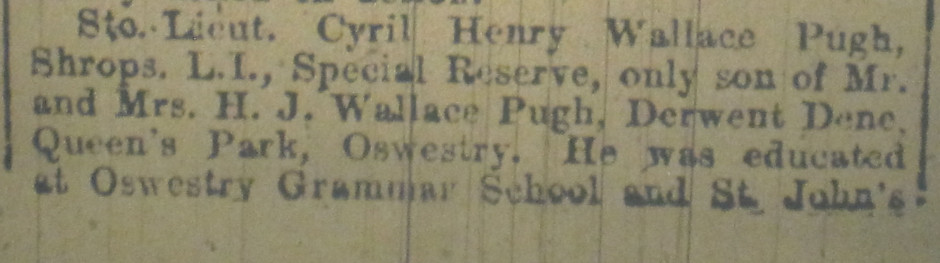 Sto.-Lieut. Cyril Henry Wallace Pugh,
Shrops. L.I., Special Reserve, only son of Mr.
and Mrs. H. J. Wallace Pugh, Derwent Dene,
Queen's Park, Oswestry. He was educated
at Oswestry Grammar School and St. John's